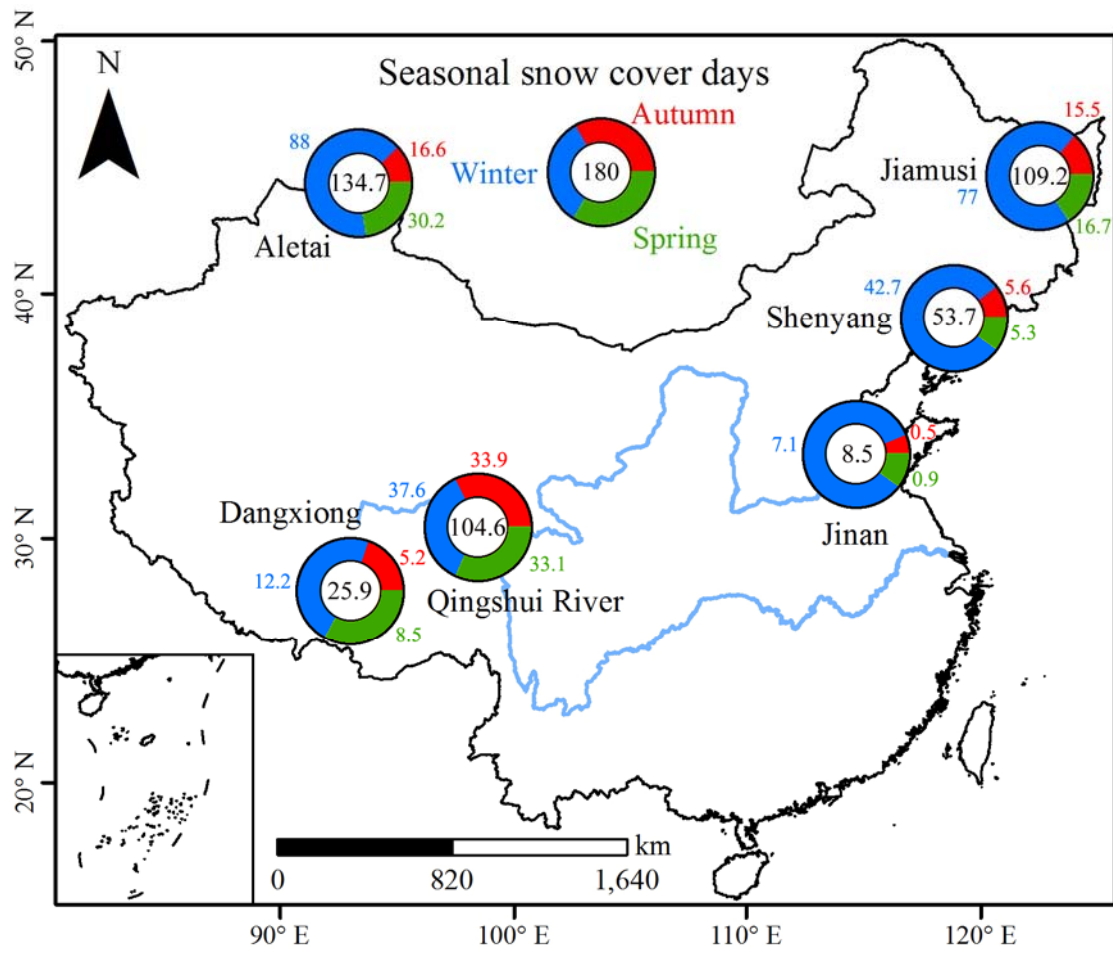 50° N
40° N
30° N
20° N
N
Seasonal snow cover days
Autumn
Winter
180
Spring
88
16.6
134.7
30.2
Aletai
15.5
Jiamusi
109.2
77
16.7
42.7
5.6
Shenyang
53.7
5.3
7.1
0.5
8.5
0.9
Jinan
33.9
37.6
104.6
33.1
Qingshui River
Dangxiong
5.2
12.2
25.9
8.5
km
0
820
1,640
90° E
100° E
110° E
120° E